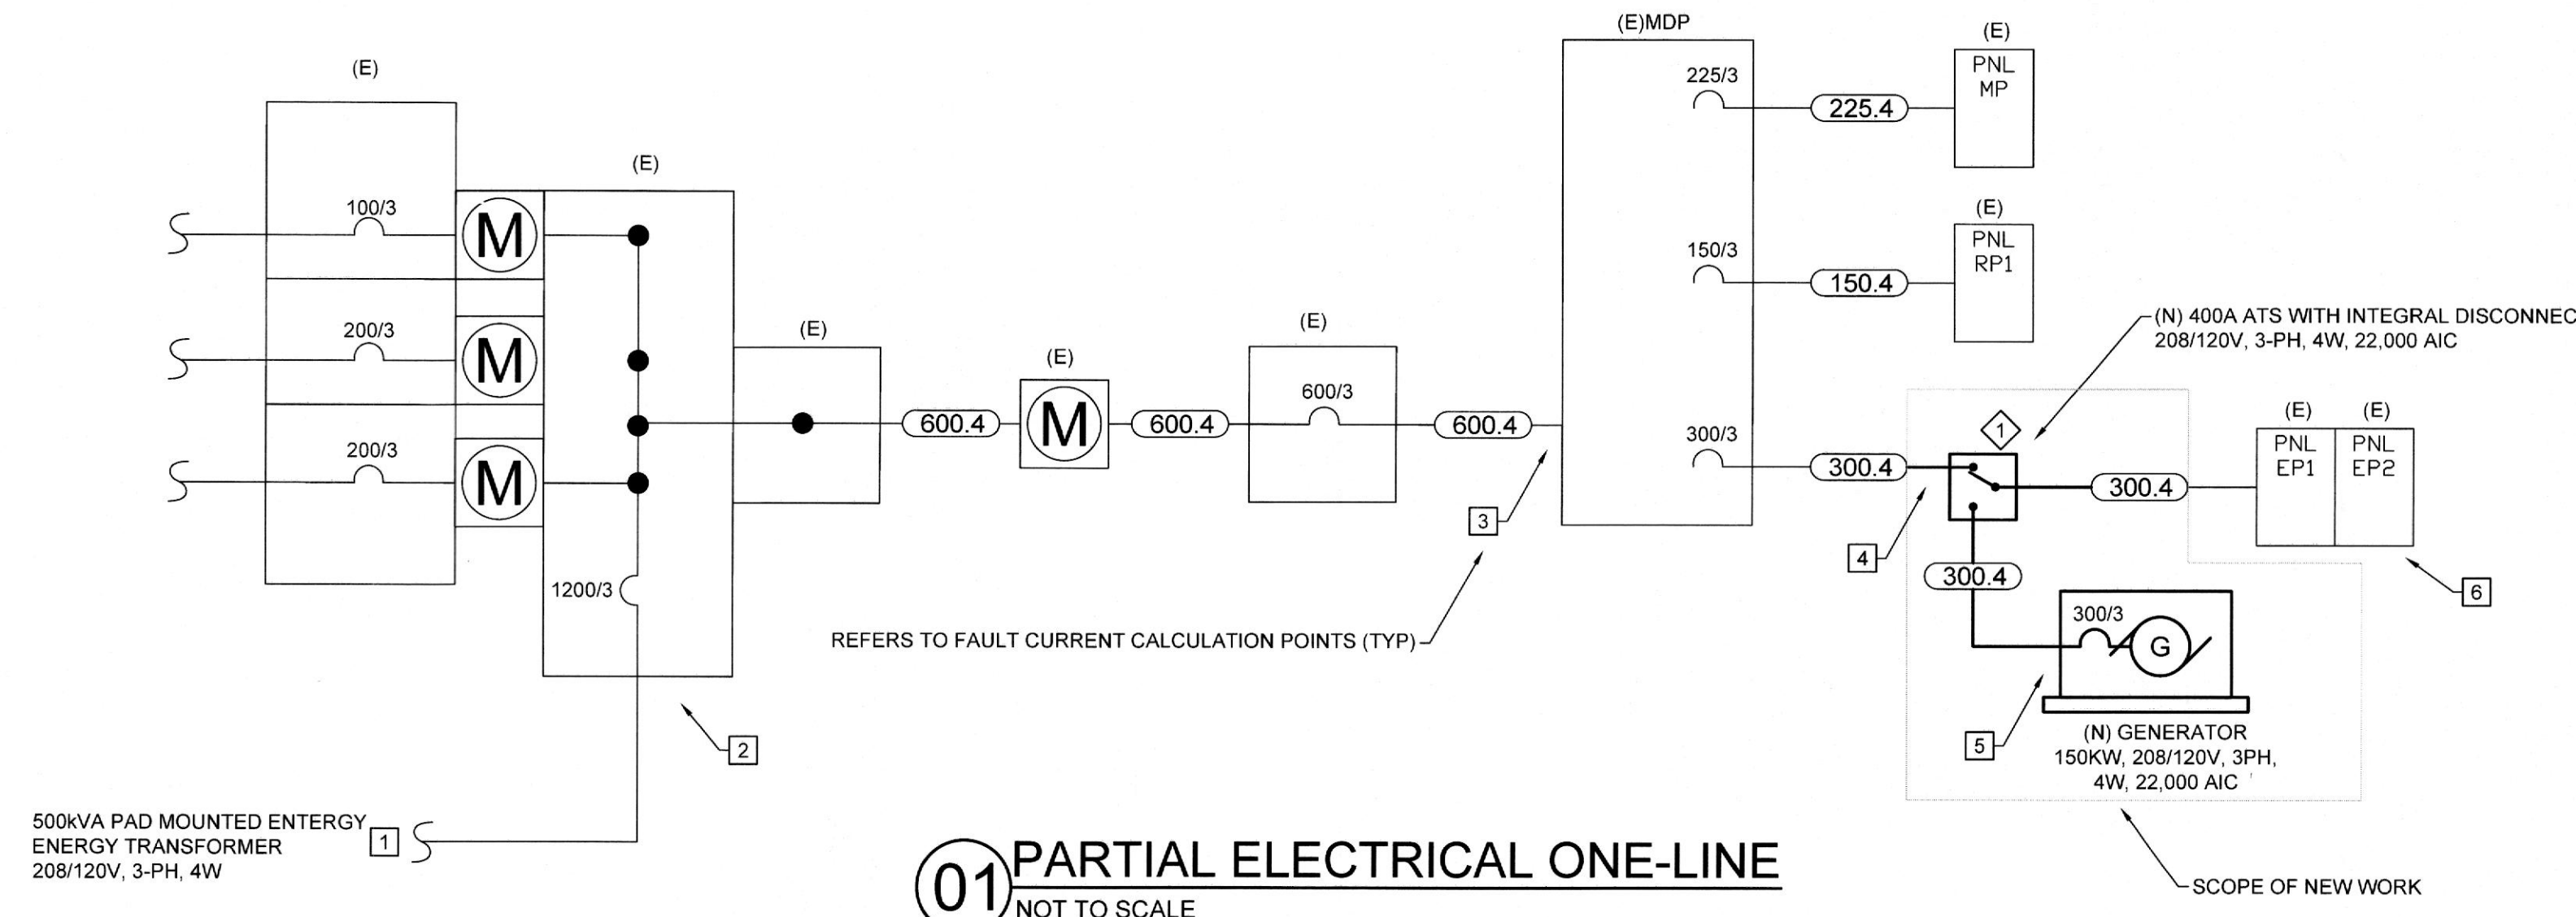 (E)
100/3
M
200/3
M
200/3
M
(E)
1200/3
2
500kVA PAD MOUNTED ENTERGY
ENERGY TRANSFORMER
208/120V, 3-PH, 4W
1
(E)
600.4
(E)
M
600.4
(E)
600/3
600.4
3
REFERS TO FAULT CURRENT CALCULATION POINTS (TYP)
(E)MDP
225/3
225.4
(E)
PNL
MP
150/3
150.4
(E)
PNL
RP1
300/3
300.4
4
(N) 400A ATS WITH INTEGRAL DISCONNEC
208/120V, 3-PH, 4W, 22,000 AIC
1
300.4
(E)
PNL
EP1
(E)
PNL
EP2
6
300.4
300/3
G
5
(N) GENERATOR
150KW, 208/120V, 3PH,
4W, 22,000 AIC
SCOPE OF NEW WORK
01
PARTIAL ELECTRICAL ONE-LINE
NOT TO SCALE